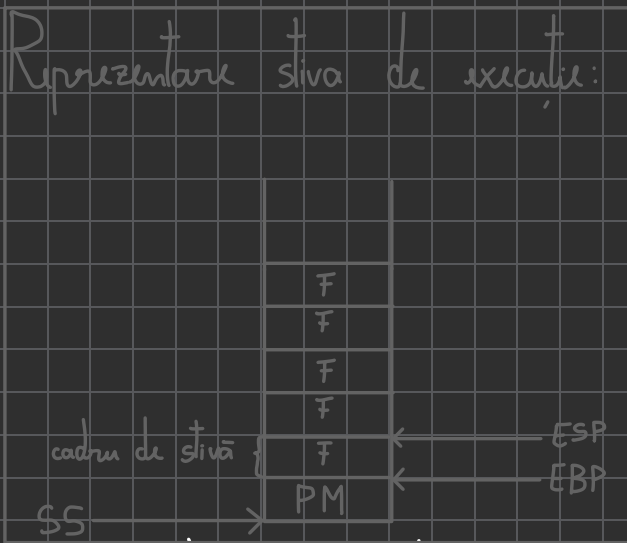 Reprezentare stiva de execuție:
F
F
F
F
ESP
cadru de stivă
F
EBP
PM
SS